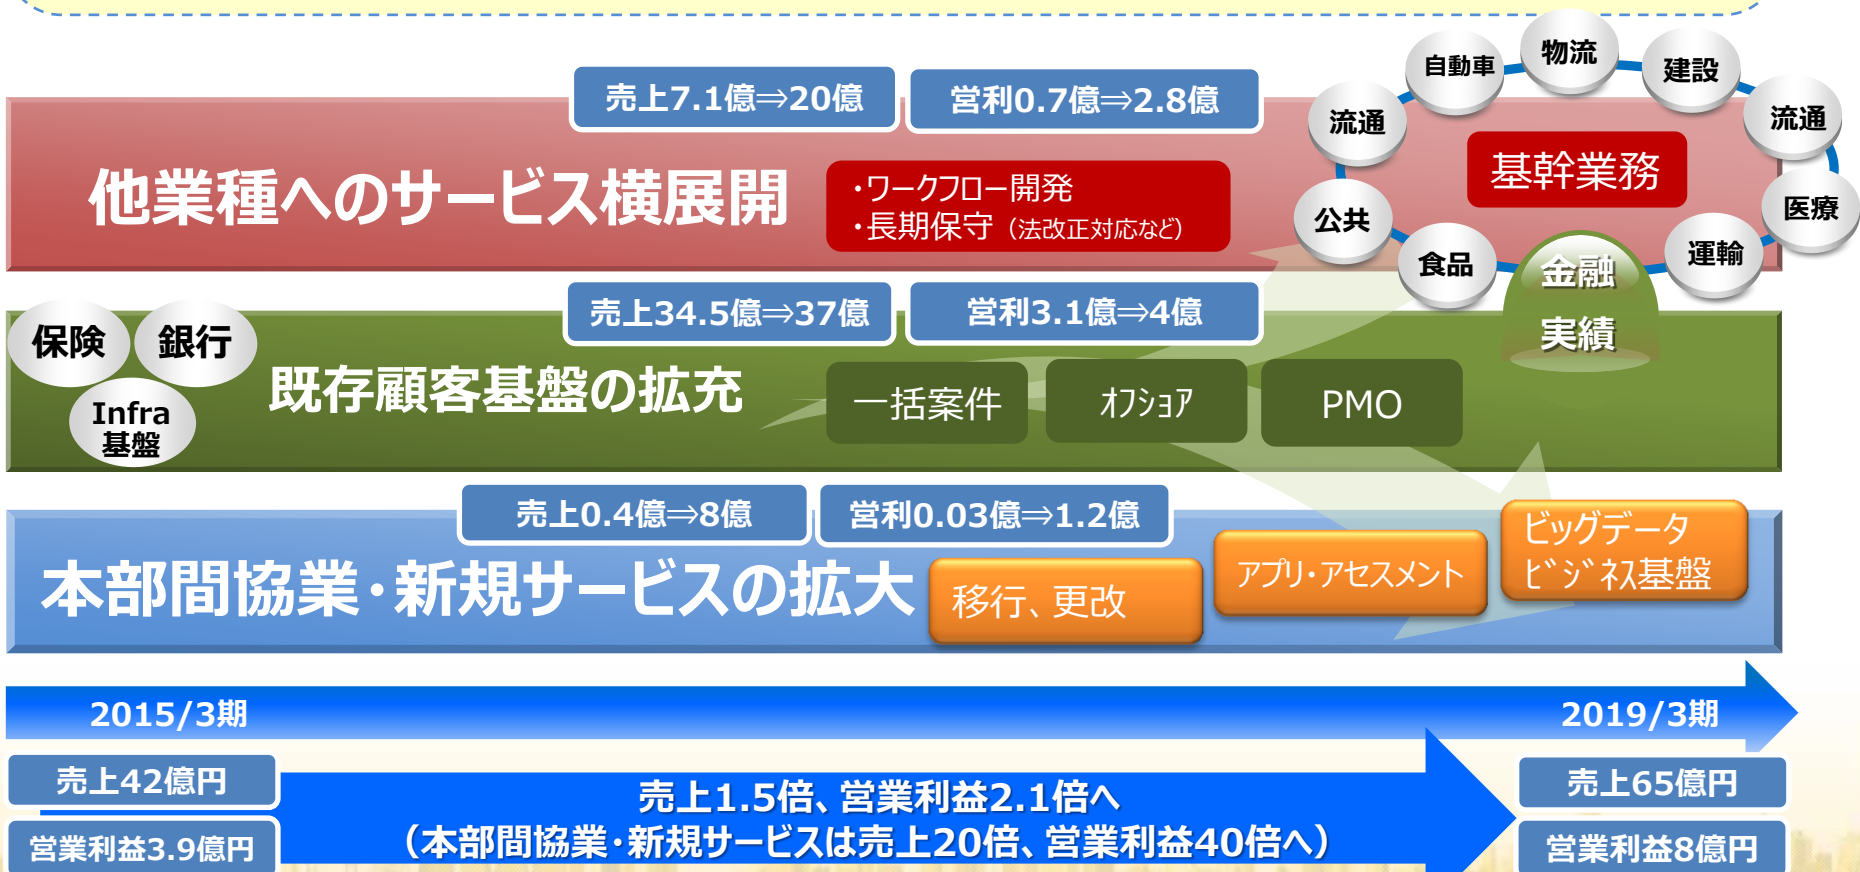 売上7.1億⇒20億
営利0.7億⇒2.8億
他業種へのサービス横展開
・ワークフロー開発
・長期保守（法改正対応など）
自動車
物流
建設
流通
流通
基幹業務
公共
医療
食品
運輸
金融
実績
売上34.5億⇒37億
営利3.1億⇒4億
保険
銀行
Infra
基盤
既存顧客基盤の拡充
一括案件
ｵﾌｼｮｱ
PMO
売上0.4億⇒8億
営利0.03億⇒1.2億
本部間協業・新規サービスの拡大
移行、更改
アプリ・アセスメント
ビッグデータ
ﾋﾞｼﾞﾈｽ基盤
2015/3期
2019/3期
売上42億円
営業利益3.9億円
売上1.5倍、営業利益2.1倍へ
（本部間協業・新規サービスは売上20倍、営業利益40倍へ）
売上65億円
営業利益8億円